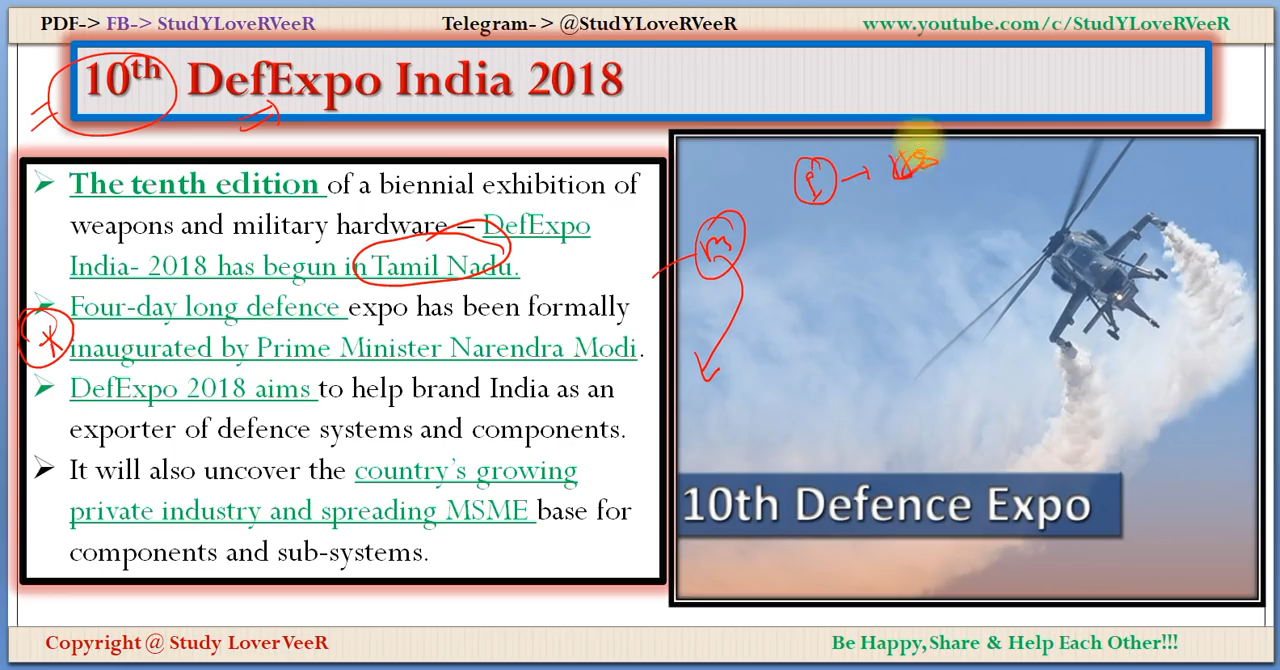 PDF-> FB-> StudYLoveRVeeR Telegram- > @StudYLoveRVeeR www.youtube.com/c/StudYLoveRVeeR
10th DefExpo India 2018
➢ The tenth edition of a biennial exhibition of
weapons and military hardware – DefExpo
India- 2018 has begun in Tamil Nadu.
➢ Four-day long defence expo has been formally
inaugurated by Prime Minister Narendra Modi.
➢ DefExpo 2018 aims to help brand India as an
exporter of defence systems and components.
➢ It will also uncover the country's growing
private industry and spreading MSME base for
components and sub-systems.
10th Defence Expo
Copyright @ Study LoverVeeR Be Happy,Share & Help Each Other!!!